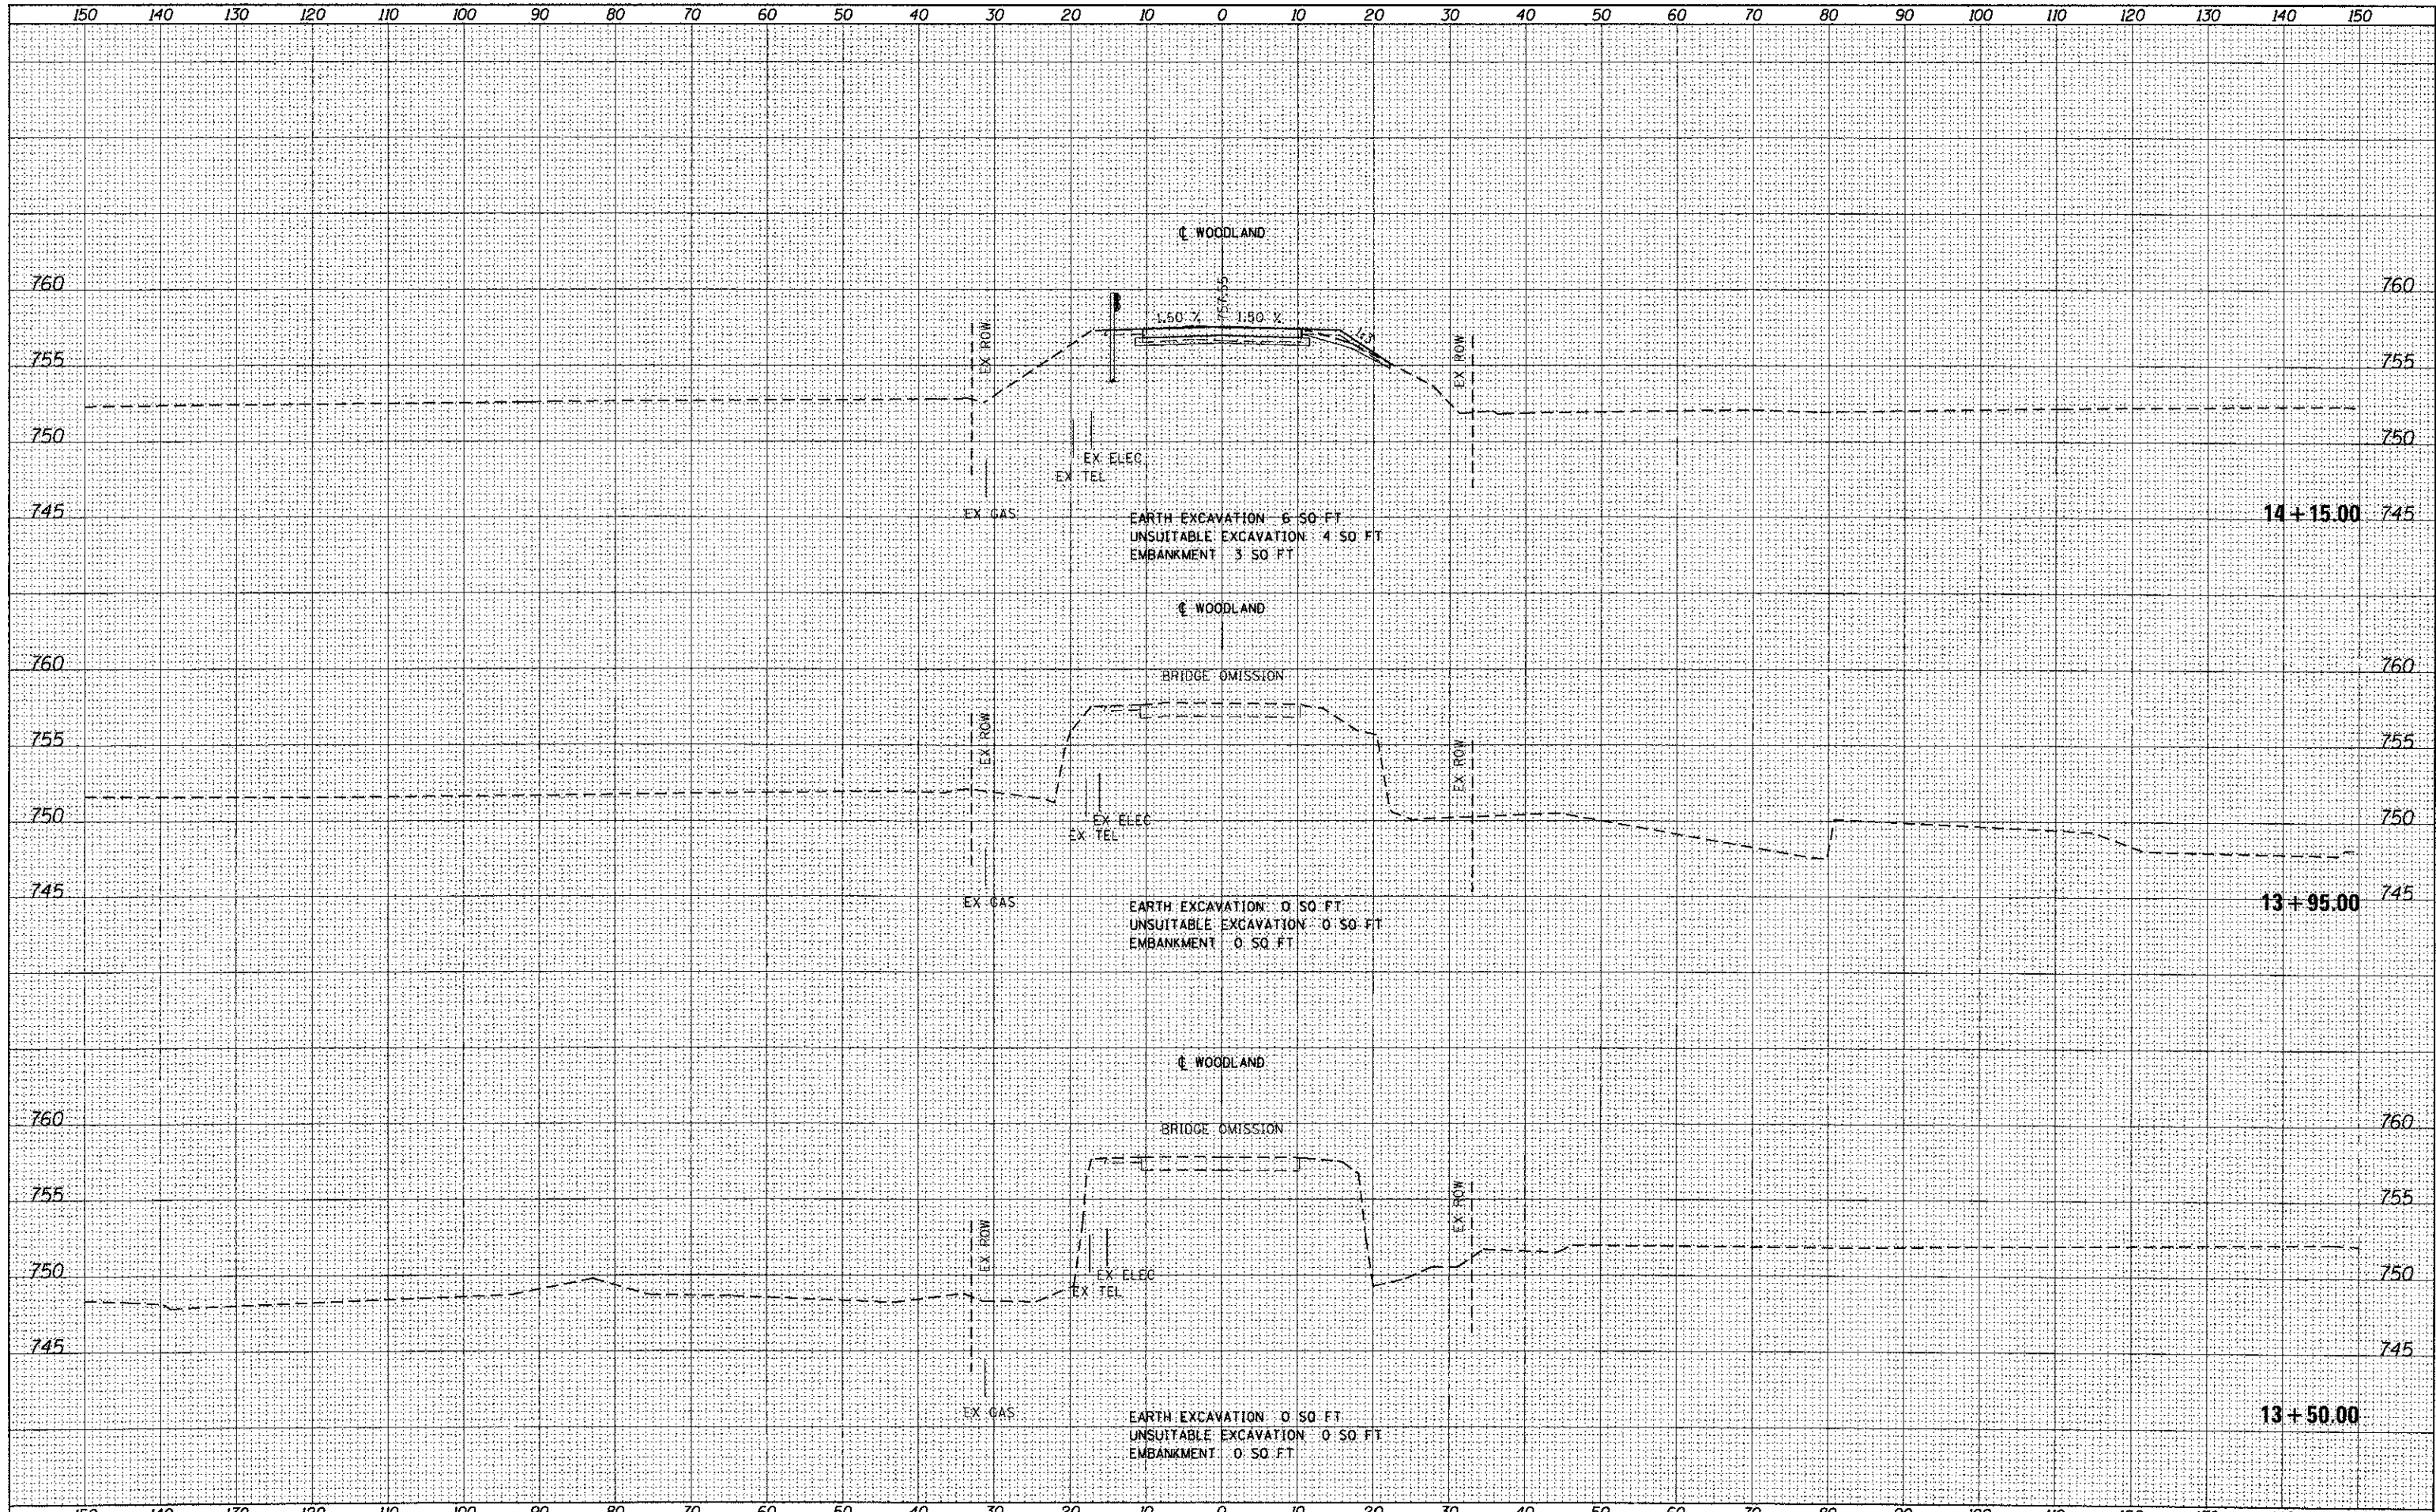 150 140 130 120 110 100 90 80 70 60 50 40 30 20 10 0 10 20 30 40 50 60 70 80 90 100 110 120 130 140 150
℄ WOODLAND
757.55
760 760
1.50 % 1.50 %
1:3
EX ROW EX ROW
755 755
750 750
EX ELEC
EX TEL
EX GAS
745 14+15.00 745
EARTH EXCAVATION 6 SQ FT
UNSUITABLE EXCAVATION 4 SQ FT
EMBANKMENT 3 SQ FT
℄ WOODLAND
760 760
BRIDGE OMISSION
EX ROW EX ROW
755 755
750 750
EX ELEC
EX TEL
745 13+95.00 745
EX GAS
EARTH EXCAVATION 0 SQ FT
UNSUITABLE EXCAVATION 0 SQ FT
EMBANKMENT 0 SQ FT
℄ WOODLAND
760 760
BRIDGE OMISSION
755 755
EX ROW EX ROW
750 750
EX ELEC
EX TEL
745 745
EX GAS
13+50.00
EARTH EXCAVATION 0 SQ FT
UNSUITABLE EXCAVATION 0 SQ FT
EMBANKMENT 0 SQ FT